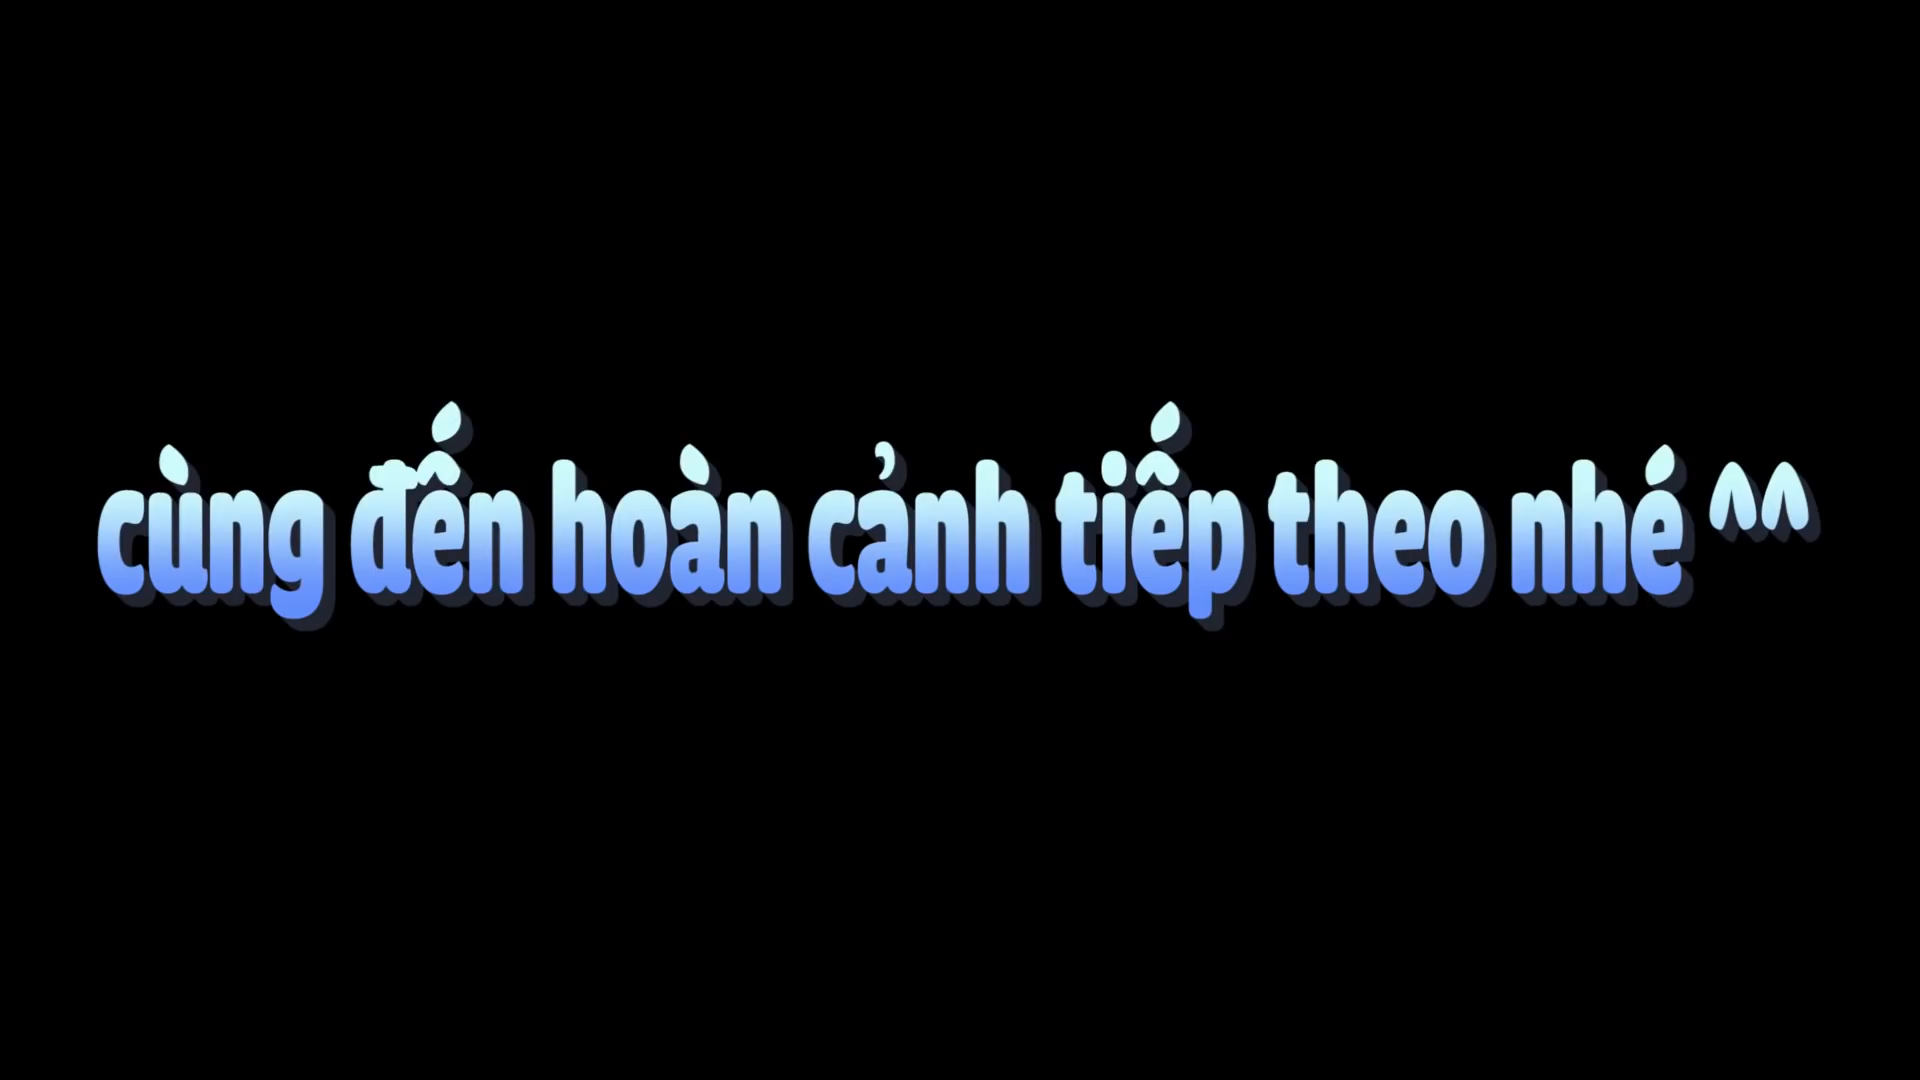 cùng đến hoàn cảnh tiếp theo nhé ^^